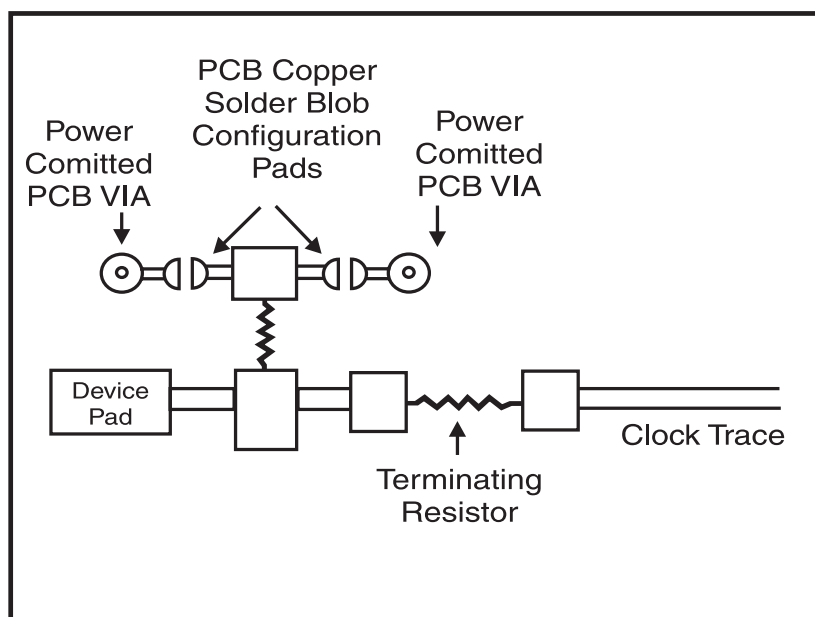 PCB Copper
Solder Blob
Configuration
Pads
Power
Comitted
PCB VIA
Power
Comitted
PCB VIA
Device
Pad
Clock Trace
Terminating
Resistor